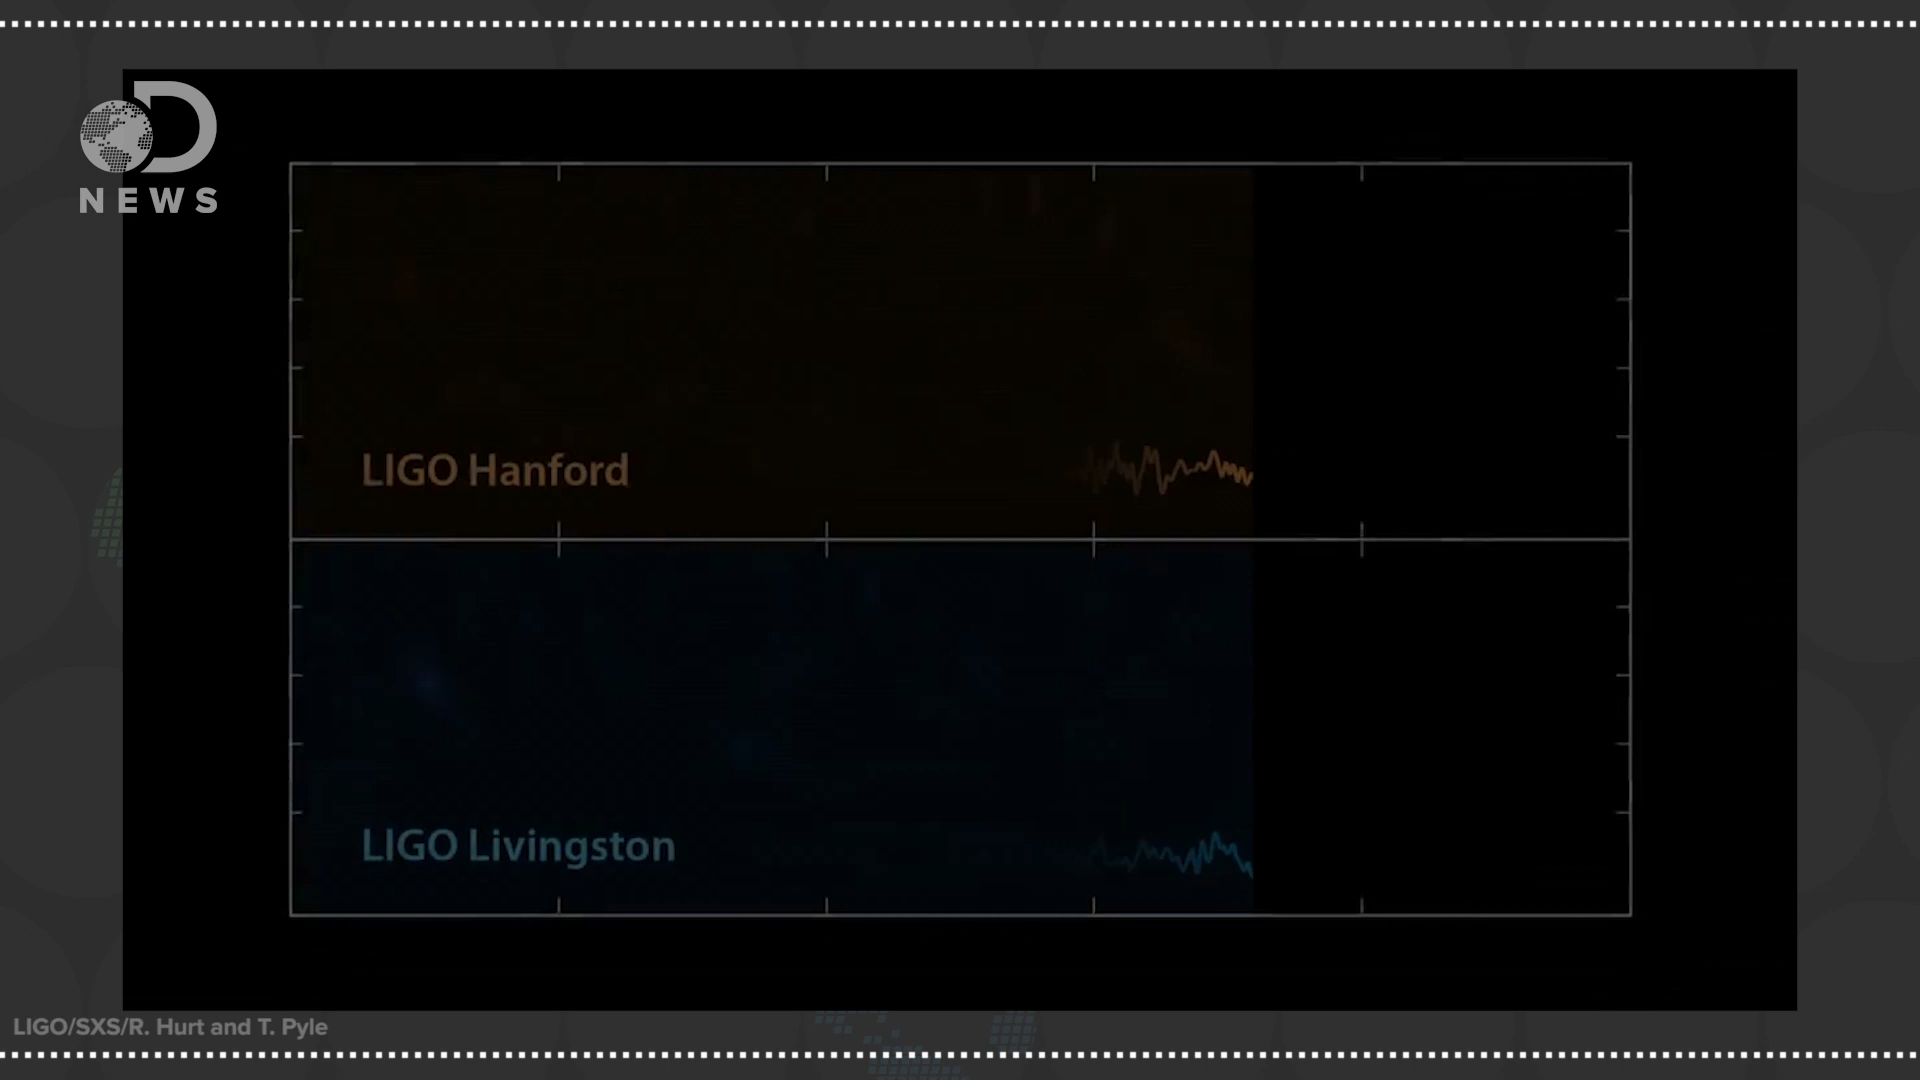 D
NEWS
LIGO Hanford
LIGO Livingston
LIGO/SXS/R. Hurt and T. Pyle